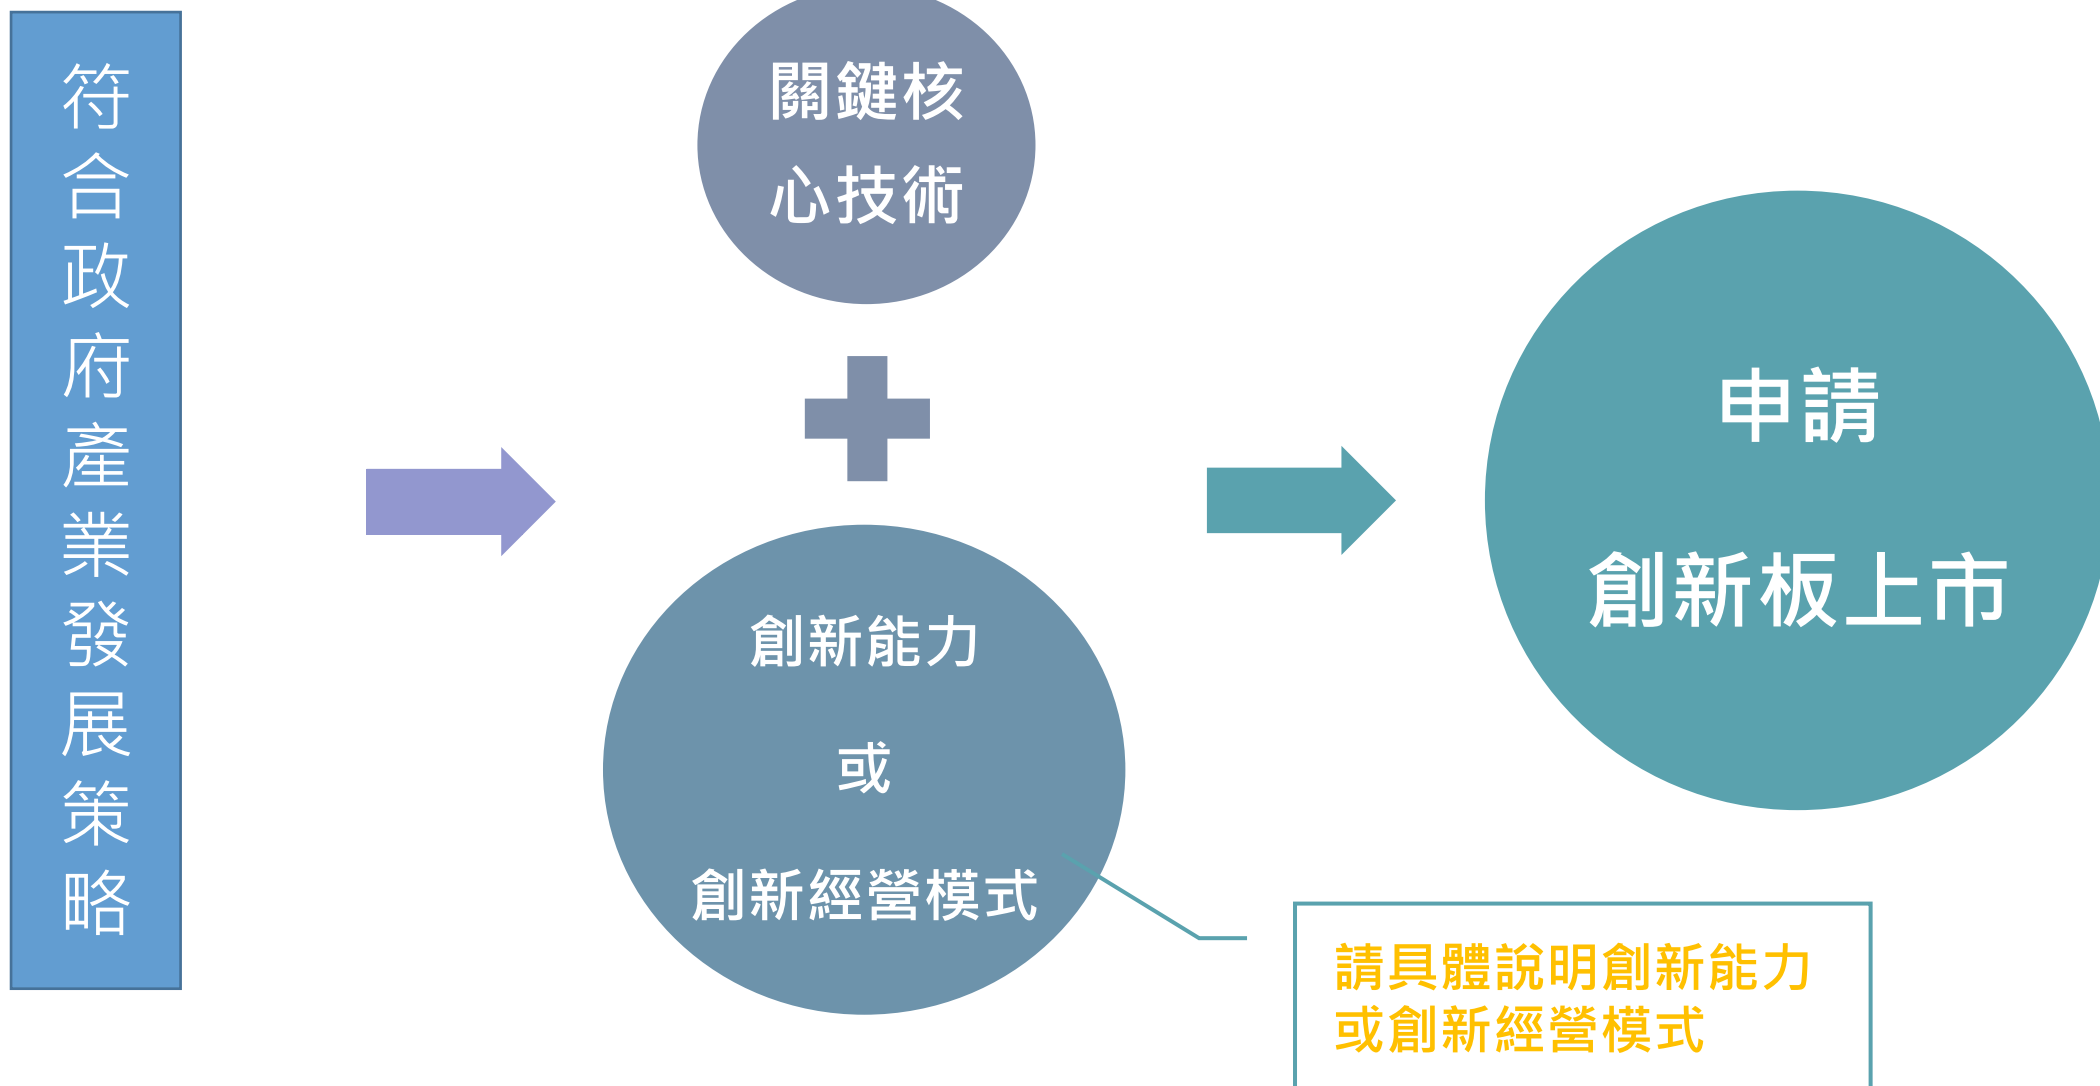 符合政府產業發展策略
關鍵核
心技術
創新能力
或
創新經營模式
申請
創新板上市
請具體說明創新能力
或創新經營模式